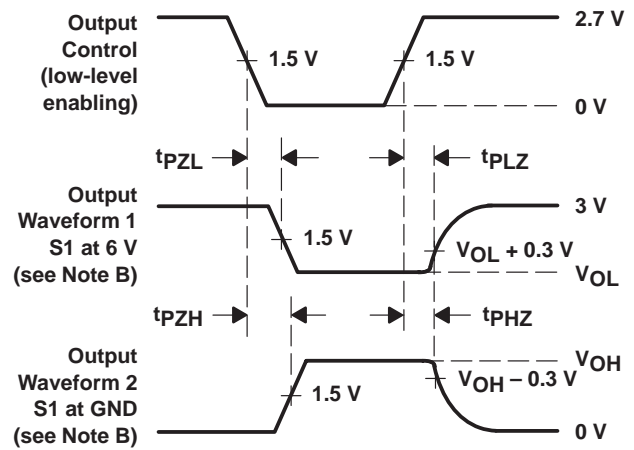 Output
Control
(low-level
enabling)
2.7 V
1.5 V
1.5 V
0 V
tPZL
tPLZ
Output
Waveform 1
S1 at 6 V
(see Note B)
3 V
1.5 V
VOL + 0.3 V
VOL
tPZH
tPHZ
Output
Waveform 2
S1 at GND
(see Note B)
VOH
1.5 V
VOH − 0.3 V
0 V